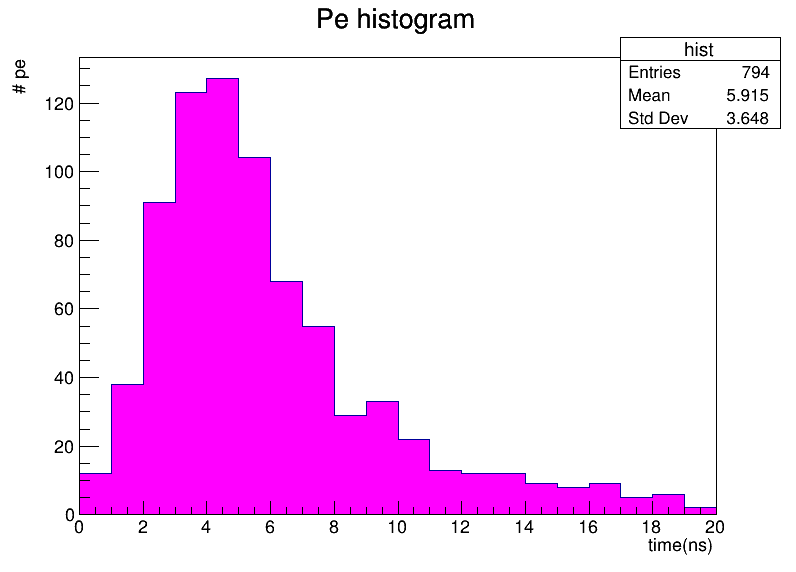 Pe histogram
hist
Entries 794
Mean 5.915
Std Dev 3.648
# pe
120
100
80
60
40
20
0
0 2 4 6 8 10 12 14 16 18 20
time(ns)